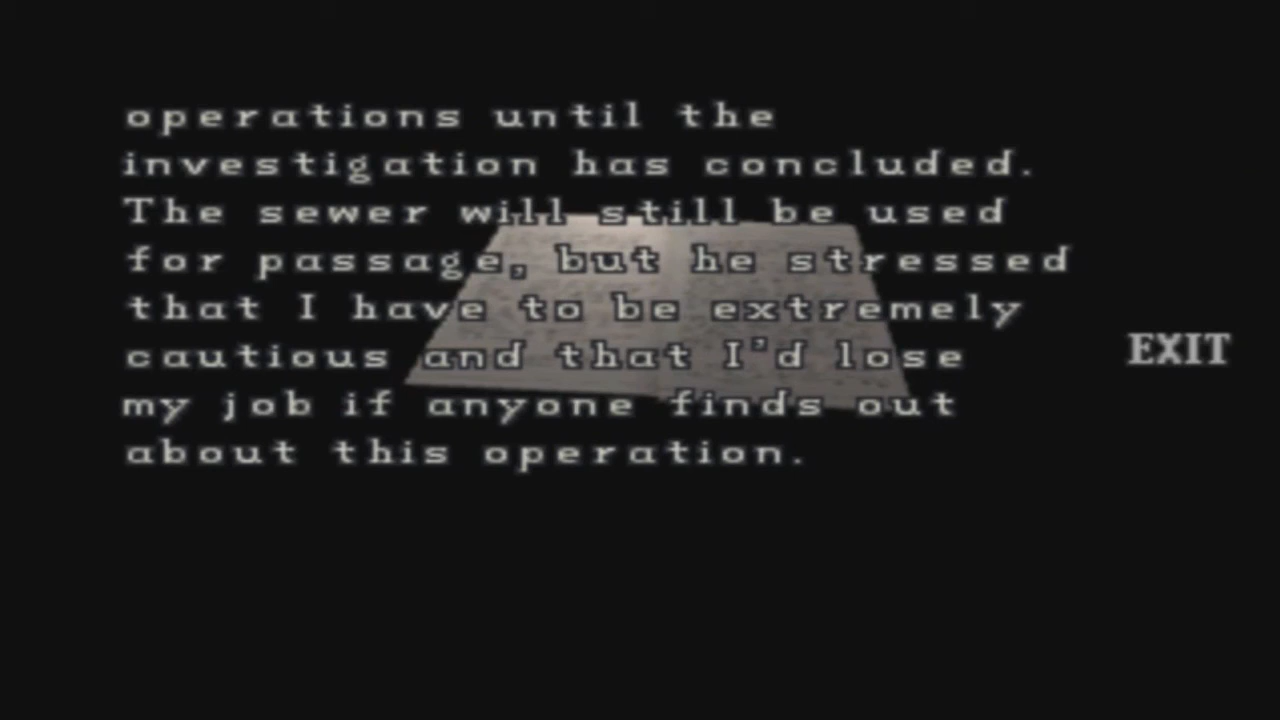 operations until the
investigation has concluded.
The sewer will still be used
for passage, but he stressed
that I have to be extremely
cautious and that I'd lose
my job if anyone finds out
about this operation.
EXIT